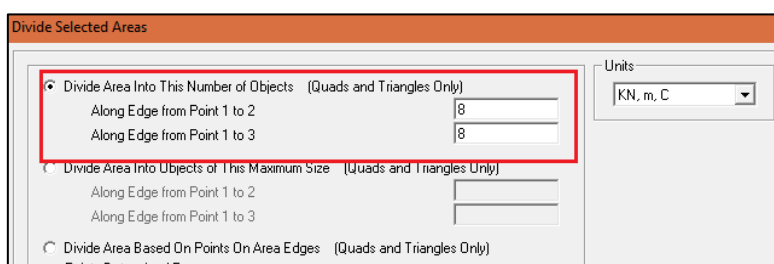 Divide Selected Areas
Units
Divide Area Into This Number of Objects (Quads and Triangles Only)
KN, m, C
Along Edge from Point 1 to 2 8
Along Edge from Point 1 to 3 8
Divide Area Into Objects of This Maximum Size (Quads and Triangles Only)
Along Edge from Point 1 to 2
Along Edge from Point 1 to 3
Divide Area Based On Points On Area Edges (Quads and Triangles Only)